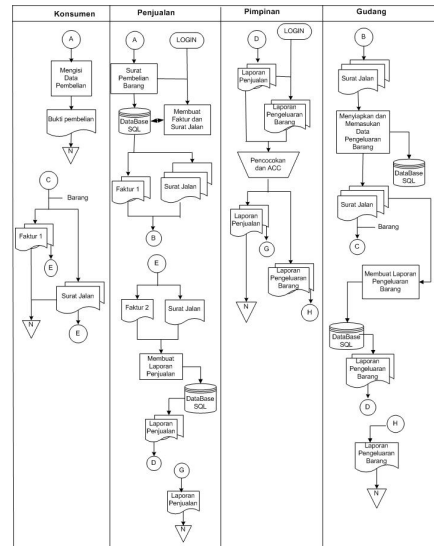 Konsumen
Penjualan
Pimpinan
Gudang
A
Mengisi
Data
Pembelian
Bukti pembelian
N
C
Barang
Faktur 1
E
Surat Jalan
N
E
A
LOGIN
Surat
Pembelian
Barang
DataBase
SQL
Membuat
Faktur dan
Surat Jalan
Faktur 1
Surat Jalan
B
E
Faktur 2
Surat Jalan
Membuat
Laporan
Penjualan
DataBase
SQL
Laporan
Penjualan
D
G
Laporan
Penjualan
N
D
LOGIN
Laporan
Penjualan
Laporan
Pengeluaran
Barang
Pencocokan
dan ACC
Laporan
Penjualan
G
Laporan
Pengeluaran
Barang
N
H
B
Surat Jalan
Menyiapkan dan
Memasukan
Data
Pengeluaran
Barang
DataBase
SQL
Surat Jalan
Barang
C
Membuat Laporan
Pengeluaran
Barang
DataBase
SQL
Laporan
Pengeluaran
Barang
D
H
Laporan
Pengeluaran
Barang
N